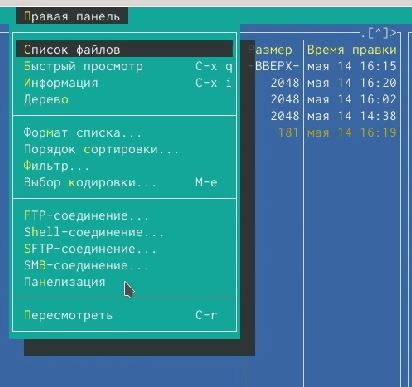 Правая панель
.[^]>
Список файлов
Размер Время правки
Быстрый просмотр C-x q
-ВВЕРХ- мая 14 16:15
Информация C-x i
2048 мая 14 16:20
Дерево
2048 мая 14 16:02
2048 мая 14 14:38
Формат списка...
181 мая 14 16:19
Порядок сортировки...
Фильтр...
Выбор кодировки... M-e
FTP-соединение...
Shell-соединение...
SFTP-соединение...
SMB-соединение...
Панелизация
Пересмотреть C-r